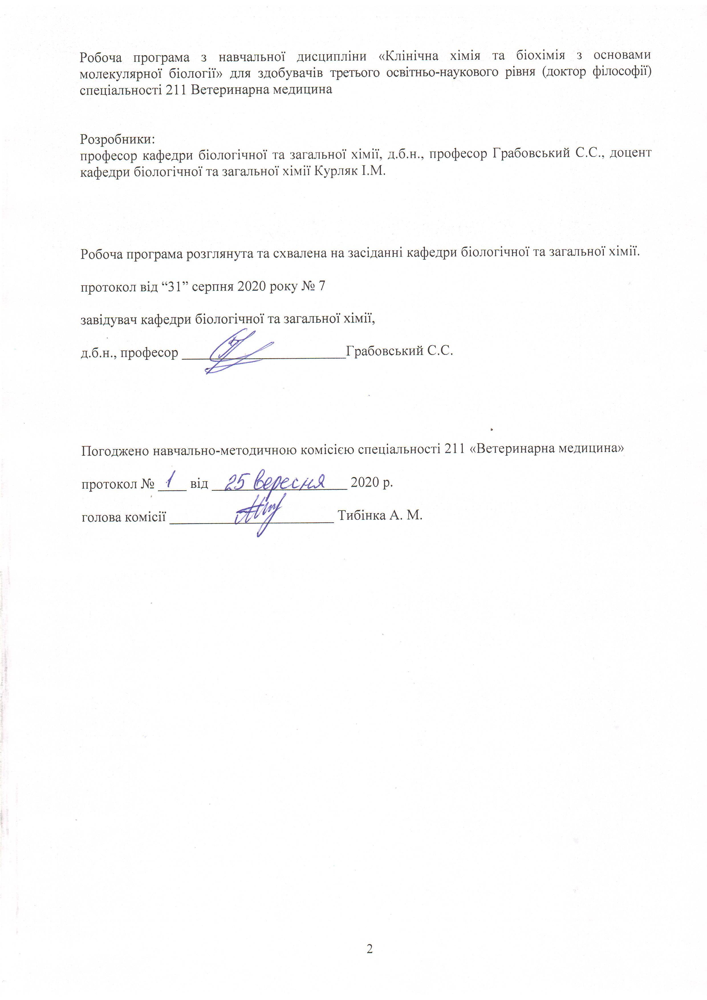 Робоча програма з навчальної дисципліни «Клінічна хімія та біохімія з основами
молекулярної біології» для здобувачів третього освітньо-наукового рівня (доктор філософії)
спеціальності 211 Ветеринарна медицина
Розробники:
професор кафедри біологічної та загальної хімії, д.б.н., професор Грабовський С.С., доцент
кафедри біологічної та загальної хімії Курляк І.М.
Робоча програма розглянута та схвалена на засіданні кафедри біологічної та загальної хімії.
протокол від “31” серпня 2020 року № 7
завідувач кафедри біологічної та загальної хімії,
д.б.н., професор Грабовський С.С.
Погоджено навчально-методичною комісією спеціальності 211 «Ветеринарна медицина»
протокол № 1 від 25 вересня 2020 р.
голова комісії Тибінка А. М.
2